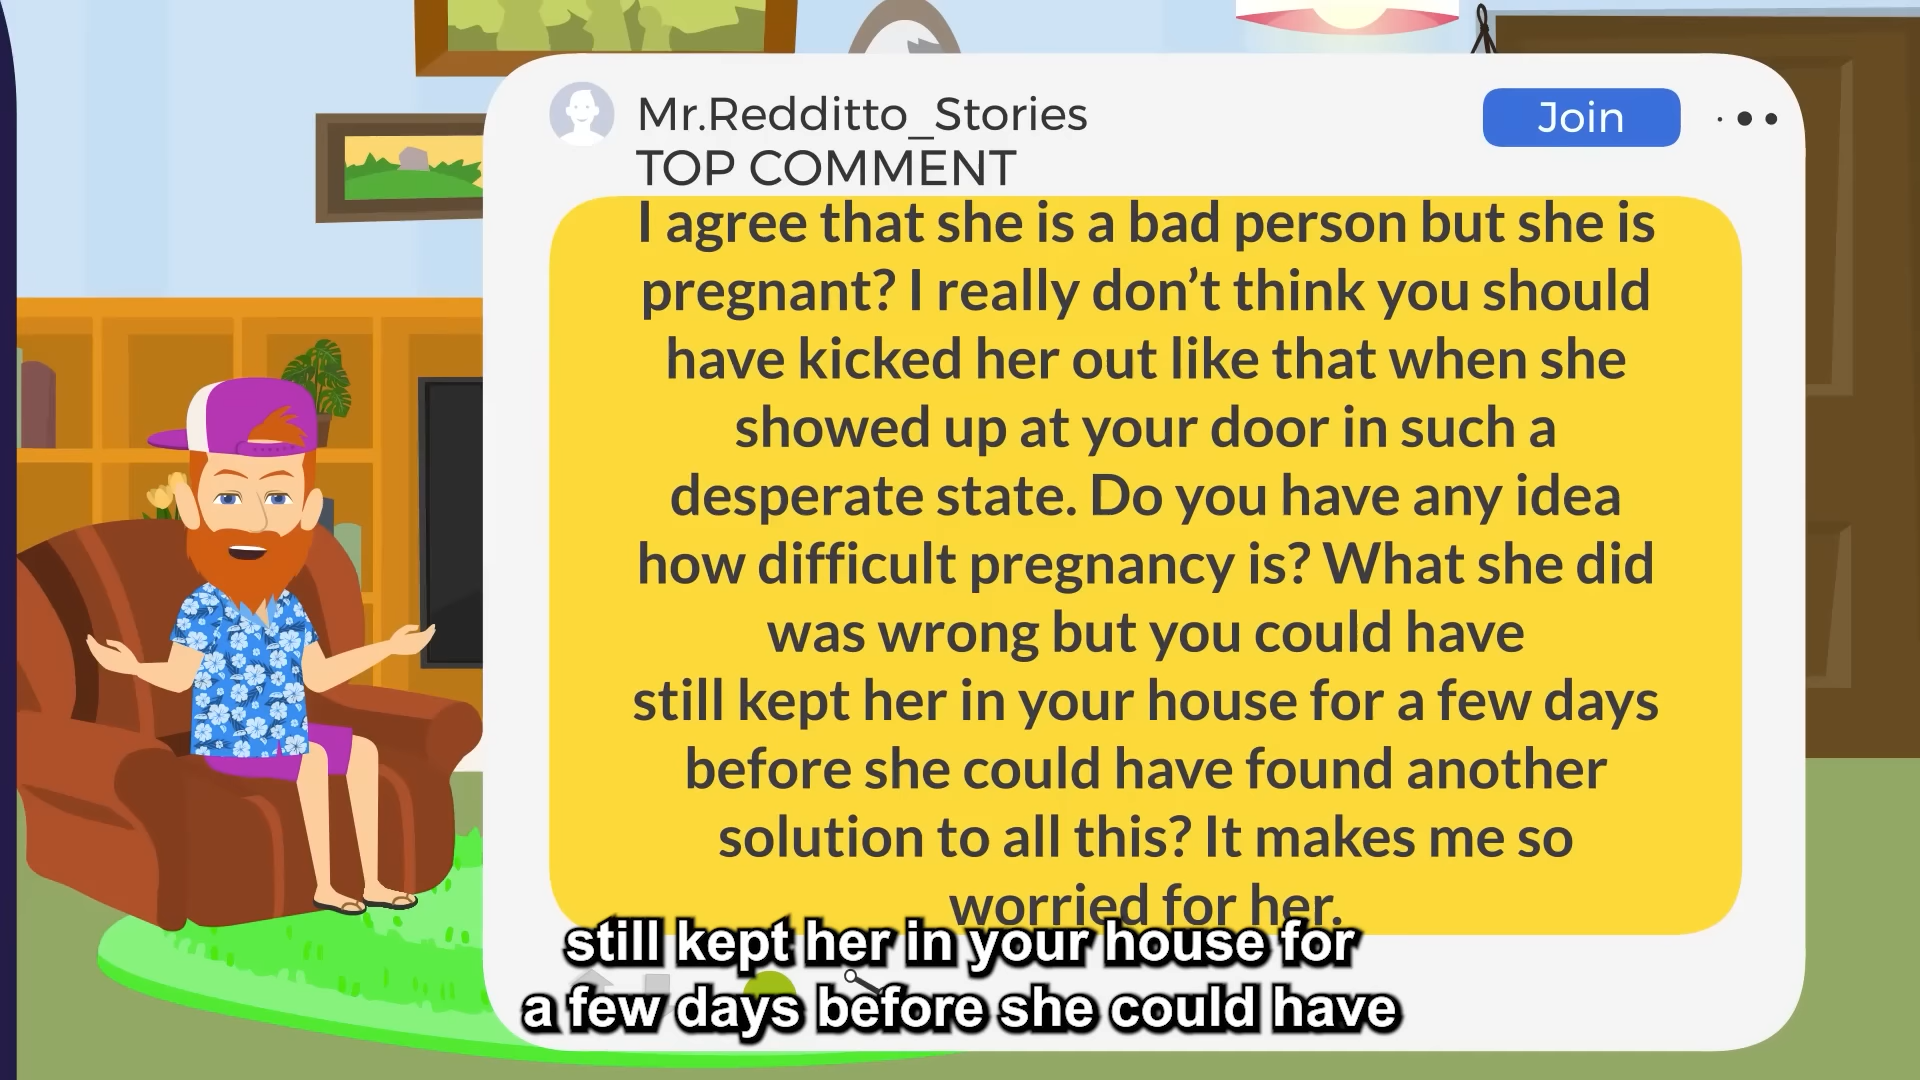 Mr.Redditto_Stories
Join
TOP COMMENT
I agree that she is a bad person but she is
pregnant? I really don’t think you should
have kicked her out like that when she
showed up at your door in such a
desperate state. Do you have any idea
how difficult pregnancy is? What she did
was wrong but you could have
still kept her in your house for a few days
before she could have found another
solution to all this? It makes me so
worried for her.
still kept her in your house for
a few days before she could have